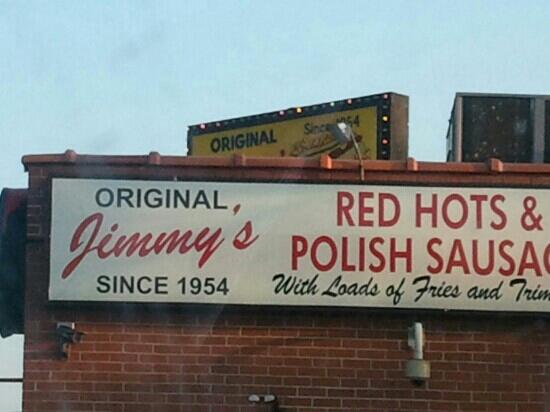 ORIGINAL
Since 1954
ORIGINAL
Jimmy's
SINCE 1954
RED HOTS &
POLISH SAUSAG
With Loads of Fries and Trim